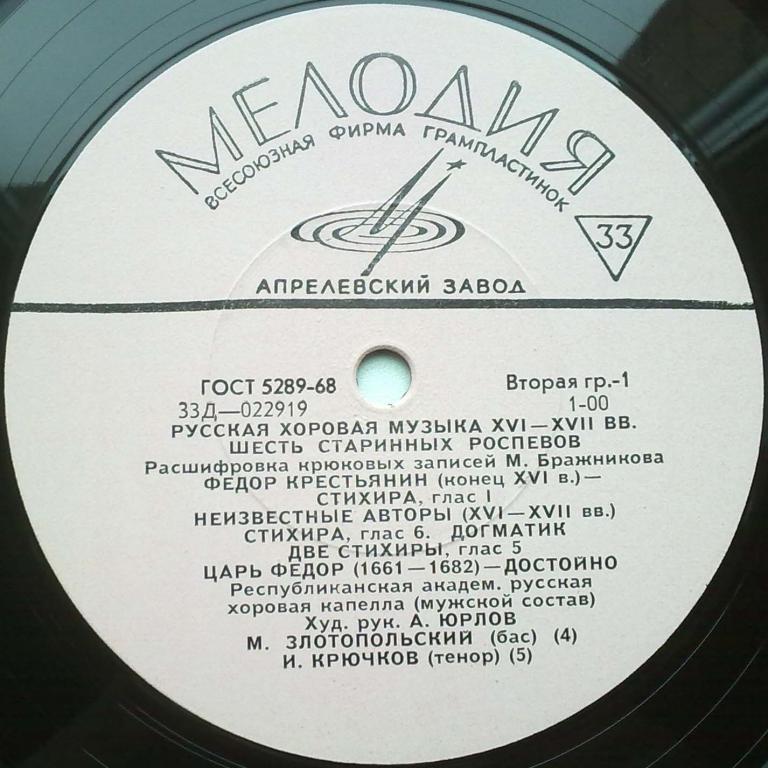 МЕЛОДИЯ
ВСЕСОЮЗНАЯ ФИРМА ГРАМПЛАСТИНОК
33
АПРЕЛЕВСКИЙ ЗАВОД
ГОСТ 5289-68 Вторая гр.-1
33Д—022919 1-00
РУССКАЯ ХОРОВАЯ МУЗЫКА XVI—XVII ВВ.
ШЕСТЬ СТАРИННЫХ РОСПЕВОВ
Расшифровка крюковых записей М. Бражникова
ФЕДОР КРЕСТЬЯНИН (конец XVI в.)—
СТИХИРА, глас I
НЕИЗВЕСТНЫЕ АВТОРЫ (XVI—XVII вв.)
СТИХИРА, глас 6. ДОГМАТИК
ДВЕ СТИХИРЫ, глас 5
ЦАРЬ ФЕДОР (1661—1682)—ДОСТОЙНО
Республиканская академ. русская
хоровая капелла (мужской состав)
Худ. рук. А. ЮРЛОВ
М. ЗЛОТОПОЛЬСКИЙ (бас) (4)
И. КРЮЧКОВ (тенор) (5)